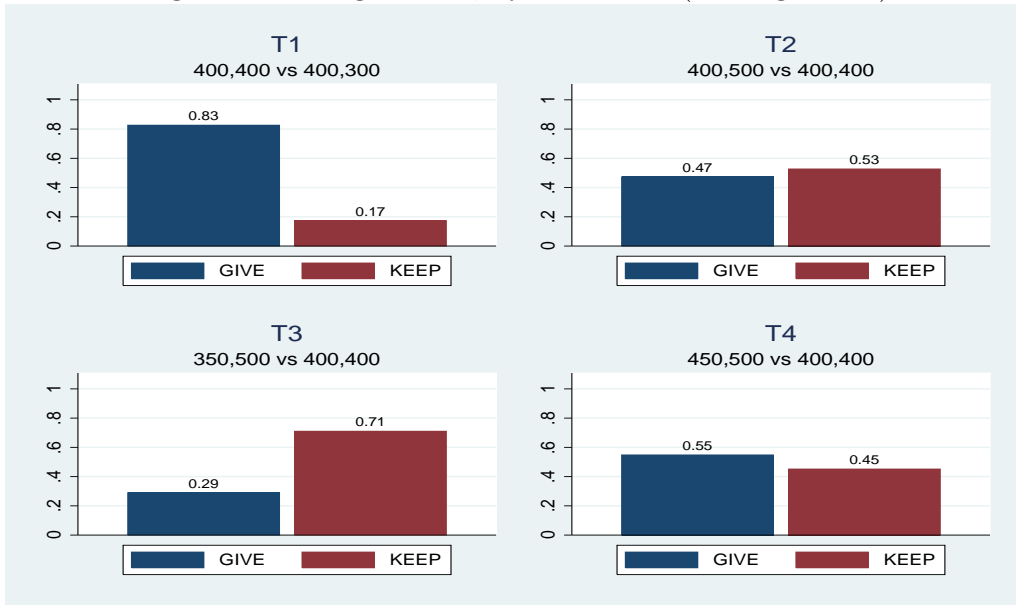 T1
400,400 vs 400,300
0 .2 .4 .6 .8 1
0.83
0.17
GIVE KEEP
T2
400,500 vs 400,400
0 .2 .4 .6 .8 1
0.47
0.53
GIVE KEEP
T3
350,500 vs 400,400
0 .2 .4 .6 .8 1
0.29
0.71
GIVE KEEP
T4
450,500 vs 400,400
0 .2 .4 .6 .8 1
0.55
0.45
GIVE KEEP